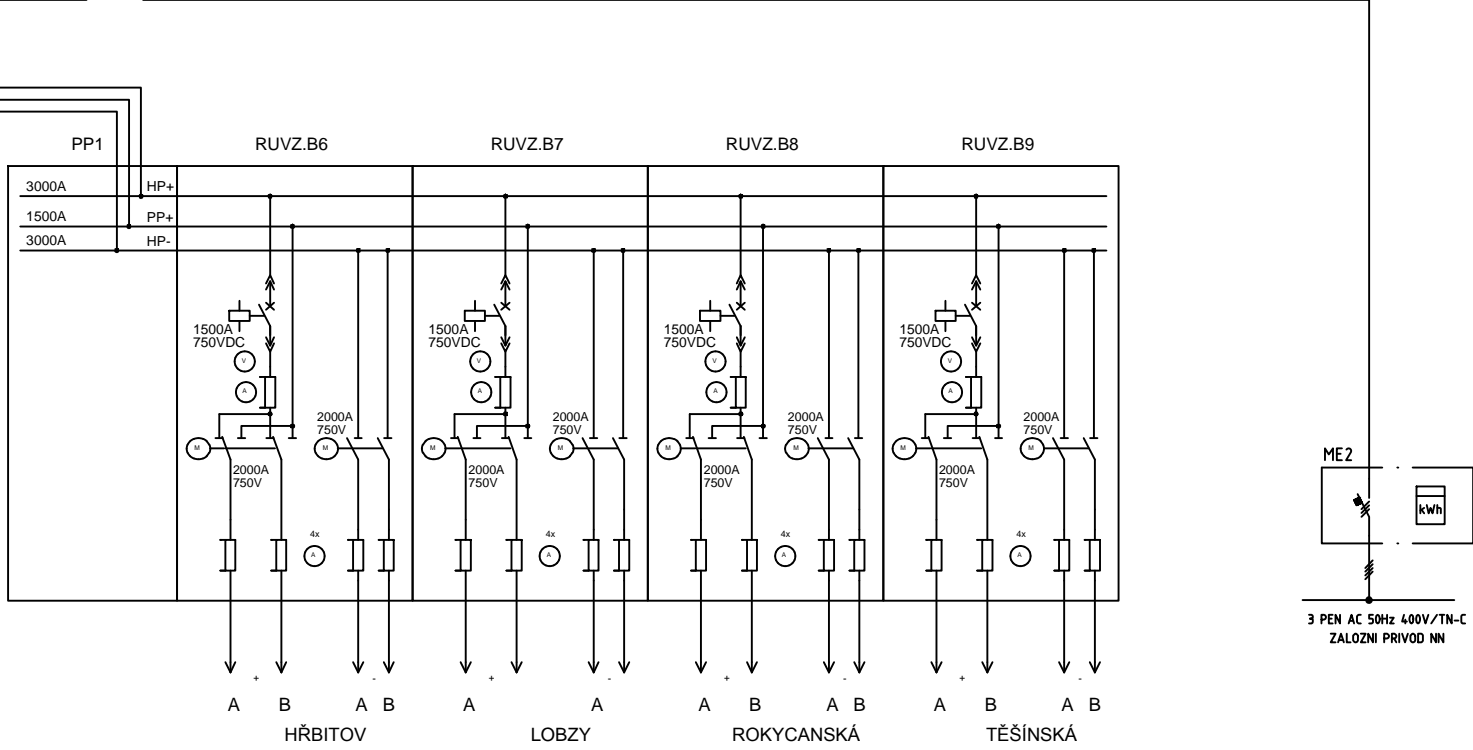 PP1 RUVZ.B6 RUVZ.B7 RUVZ.B8 RUVZ.B9
3000A HP+
1500A PP+
3000A HP-
1500A 1500A 1500A 1500A
750VDC 750VDC 750VDC 750VDC
V V V V
A A A A
2000A 2000A 2000A 2000A
750V 750V 750V 750V
M M M M M M M M
2000A 2000A 2000A 2000A
750V 750V 750V 750V
ME2
kWh
4x 4x 4x 4x
A A A A
3 PEN AC 50Hz 400V/TN-C
ZALOZNI PRIVOD NN
+ - + - + - + -
A B A B A A A B A B A B A B
HŘBITOV LOBZY ROKYCANSKÁ TĚŠÍNSKÁ